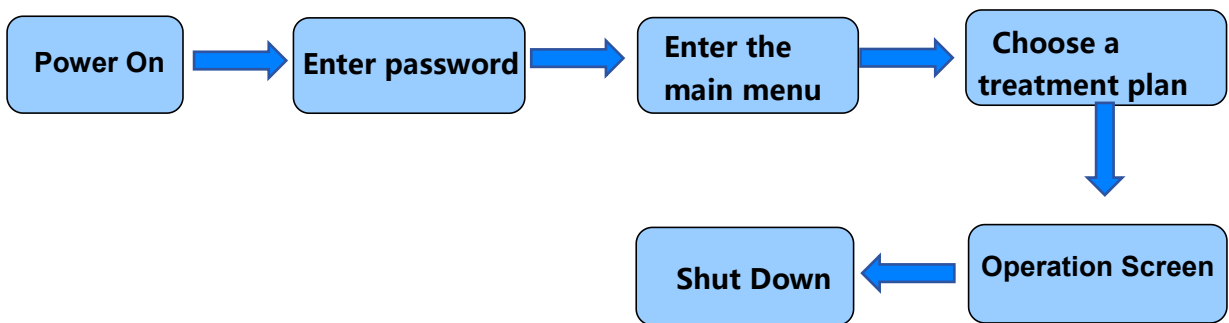 Power On
Enter password
Enter the
main menu
Choose a
treatment plan
Operation Screen
Shut Down